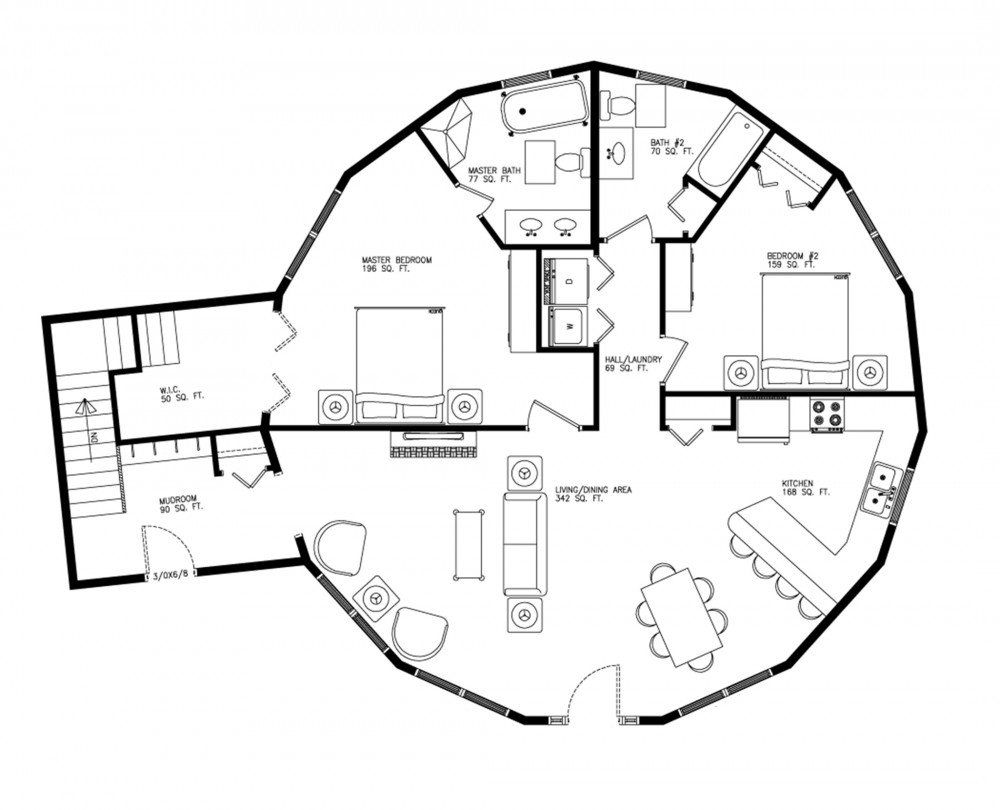 MASTER BATH
77 SQ. FT.
BATH #2
70 SQ. FT.
MASTER BEDROOM
196 SQ. FT.
BEDROOM #2
159 SQ. FT.
D
W
HALL/LAUNDRY
69 SQ. FT.
W.I.C.
50 SQ. FT.
DN
MUDROOM
90 SQ. FT.
3/0X6/8
LIVING/DINING AREA
342 SQ. FT.
KITCHEN
168 SQ. FT.